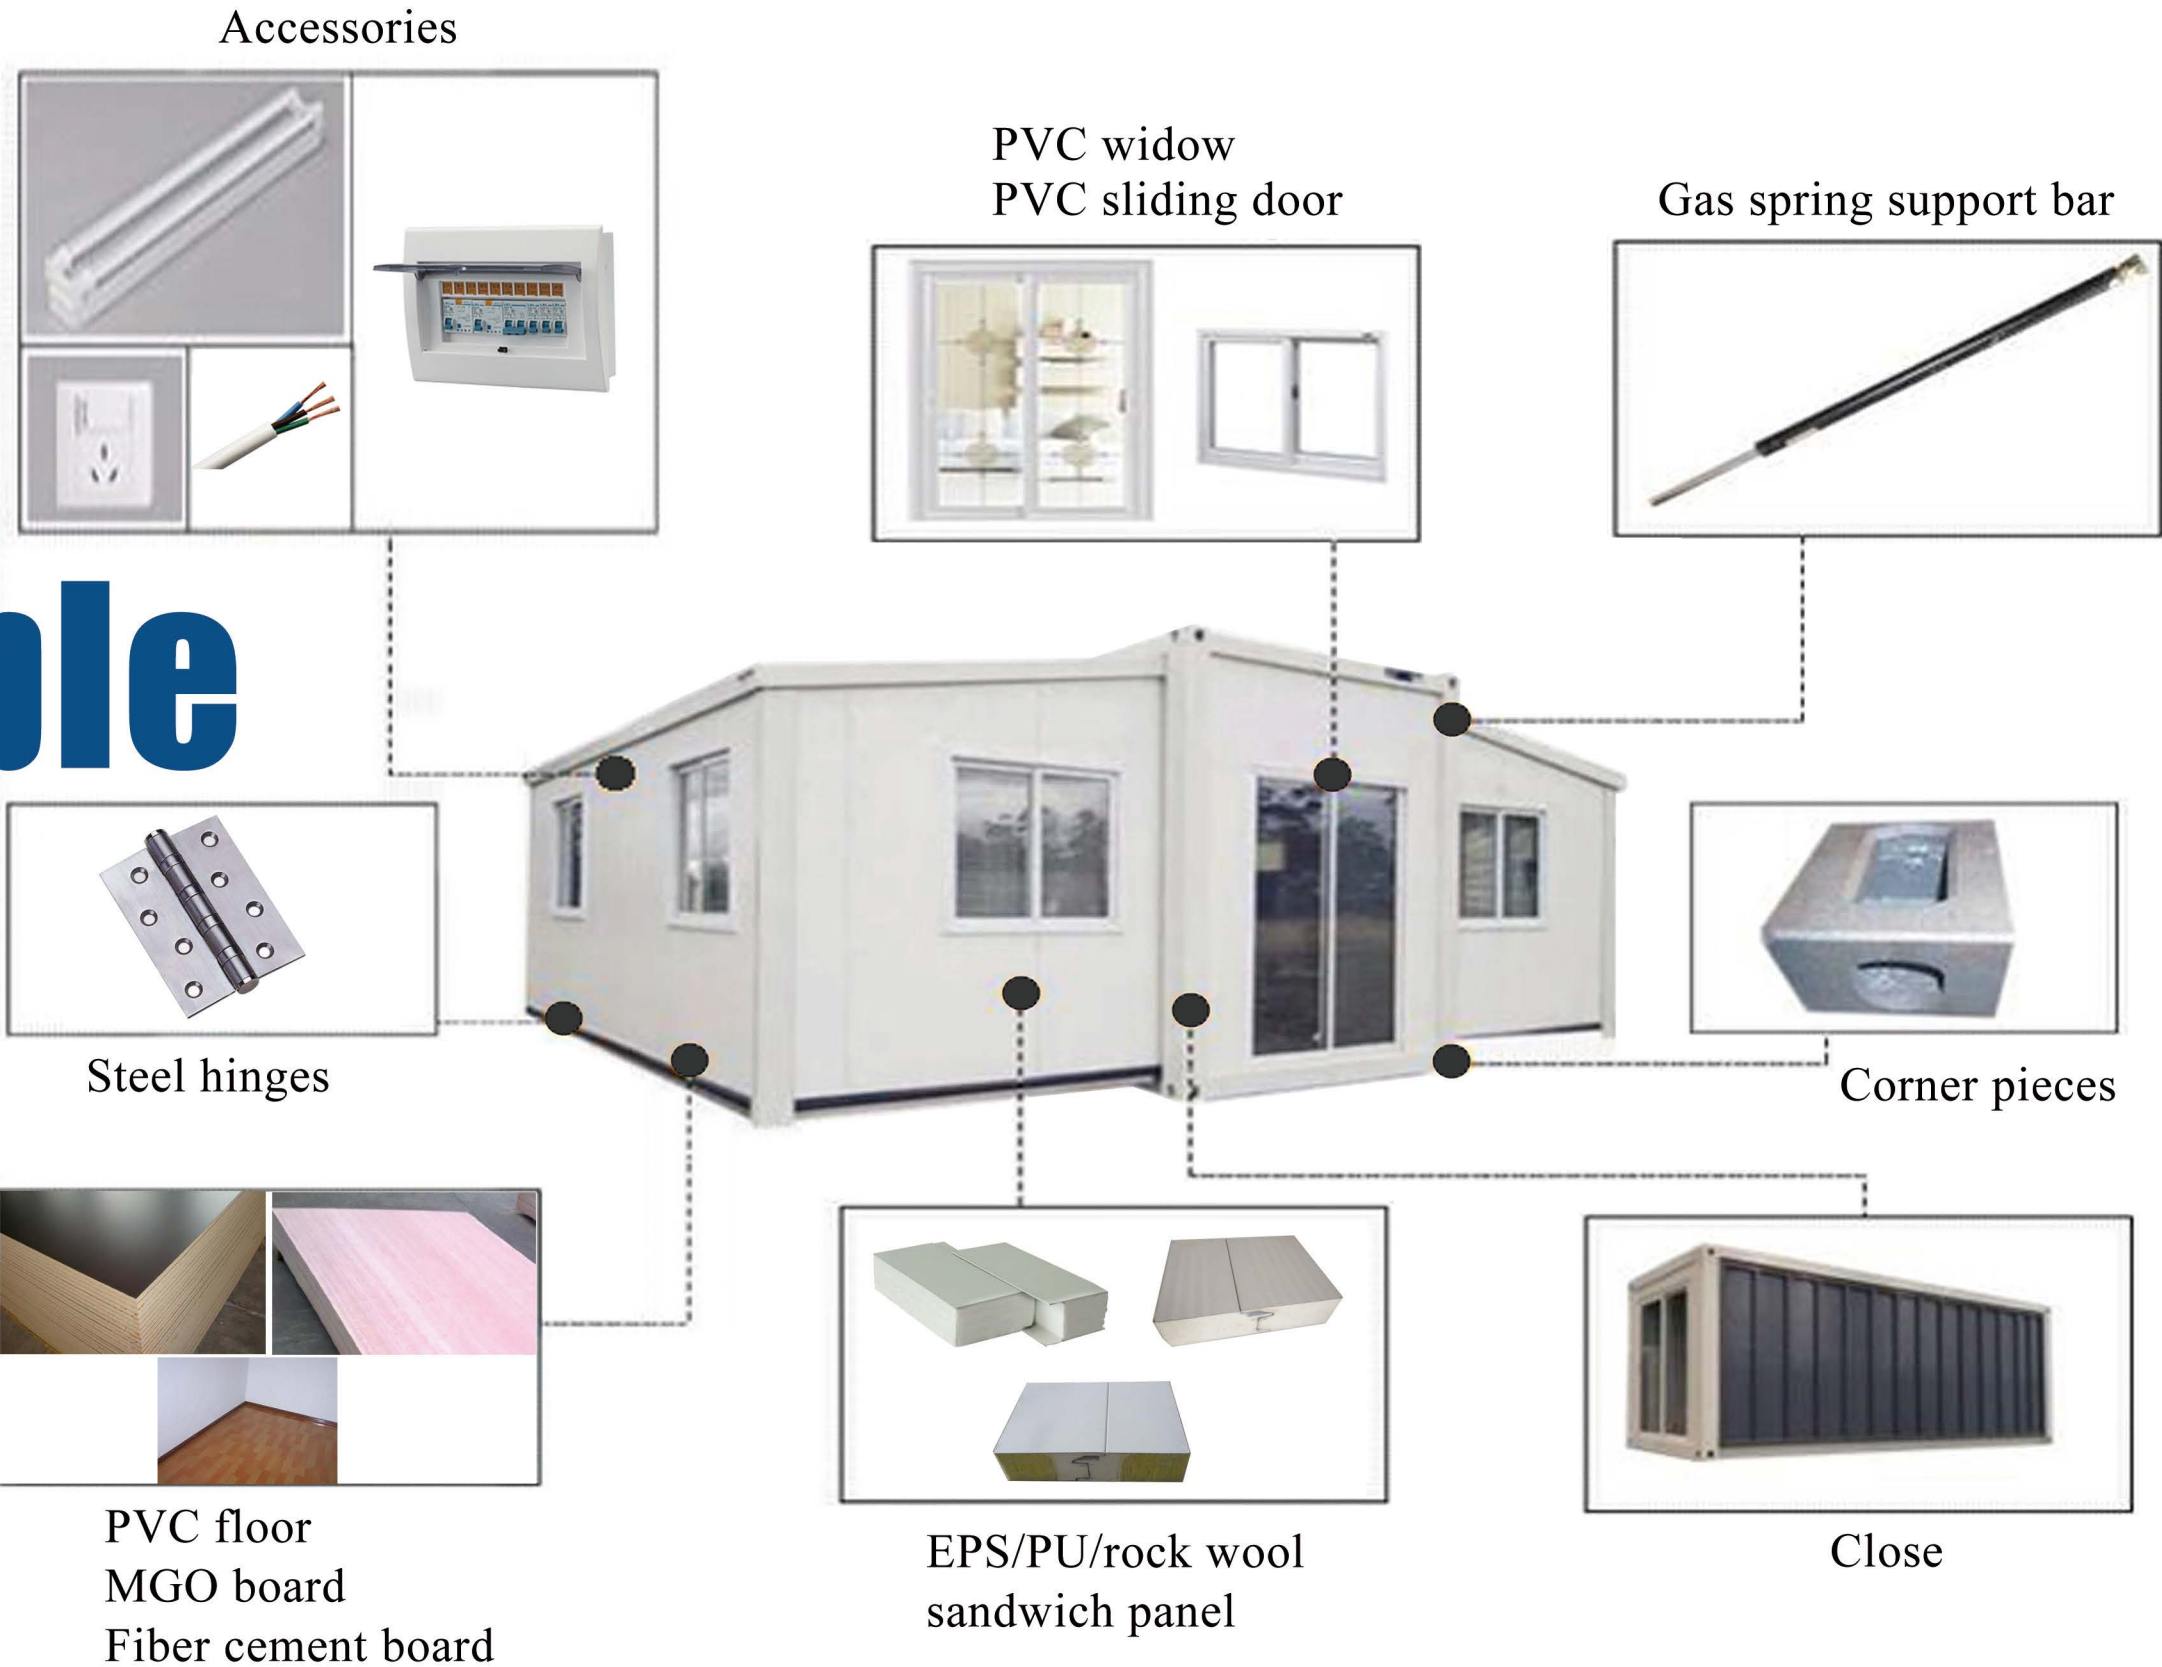 Accessories
PVC widow
PVC sliding door
Gas spring support bar
ple
Steel hinges
Corner pieces
PVC floor
MGO board
Fiber cement board
EPS/PU/rock wool
sandwich panel
Close